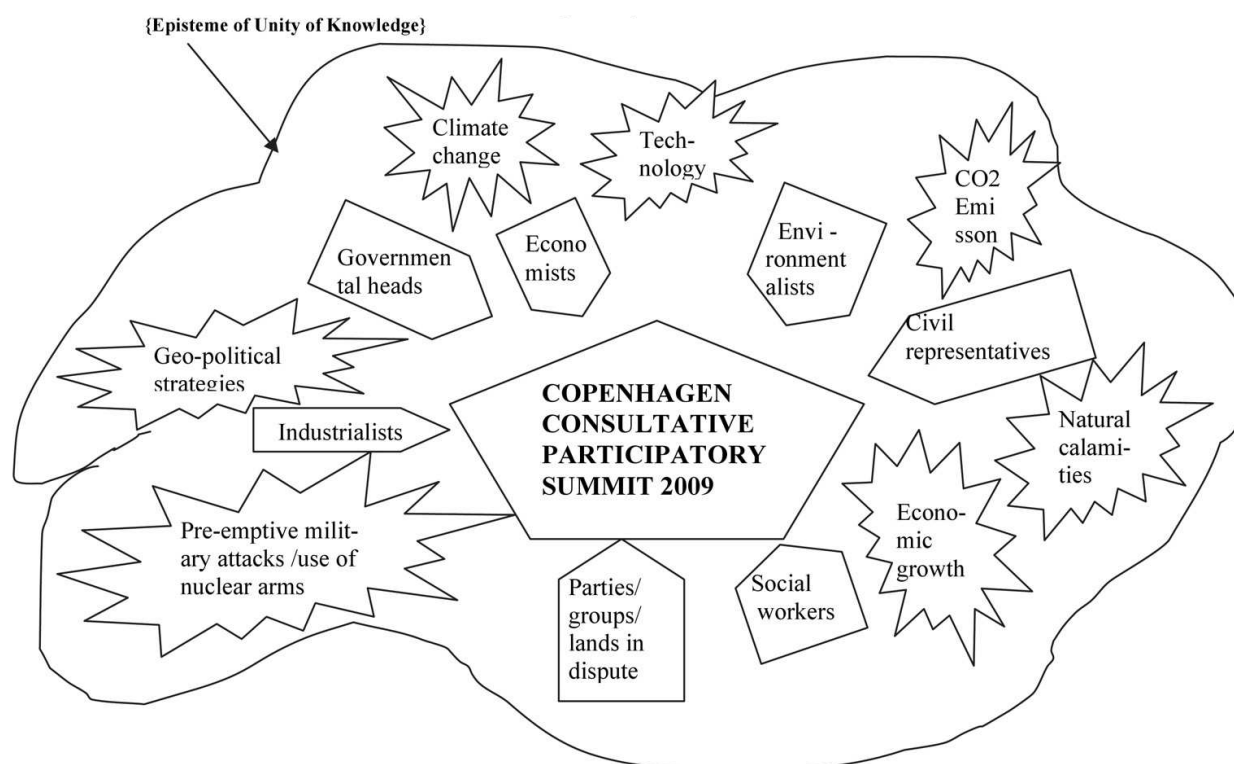 {Episteme of Unity of Knowledge}
Climate
change
Tech-
nology
CO2
Emi
sson
Governmen
tal heads
Econo
mists
Envi -
ronment
alists
Geo-political
strategies
Civil
representatives
Industrialists
COPENHAGEN
CONSULTATIVE
PARTICIPATORY
SUMMIT 2009
Natural
calami-
ties
Pre-emptive milit-
ary attacks /use of
nuclear arms
Econo-
mic
growth
Parties/
groups/
lands in
dispute
Social
workers